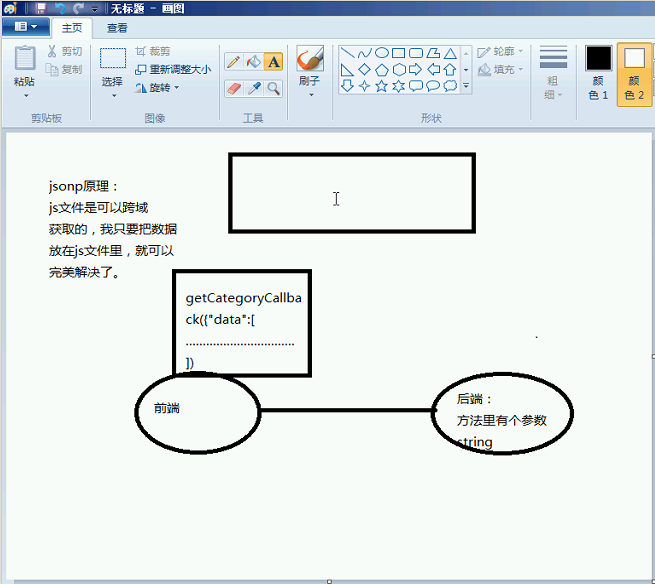 无标题 - 画图
主页 查看
粘贴
剪切
复制
剪贴板
选择
裁剪
重新调整大小
旋转
图像
A
工具
刷子
轮廓
填充
形状
粗
细
颜
色 1
颜
色 2
jsonp原理：
js文件是可以跨域
获取的，我只要把数据
放在js文件里，就可以
完美解决了。
getCategoryCallba
ck({"data":[
................................
])
前端
后端：
方法里有个参数
string